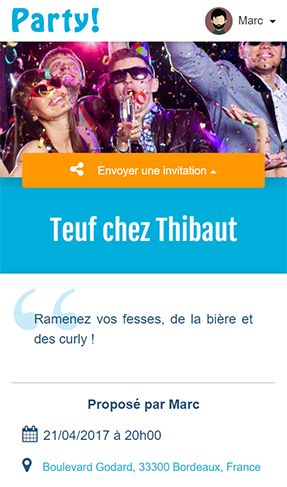 Party!
Marc
Envoyer une invitation
Teuf chez Thibaut
Ramenez vos fesses, de la bière et
des curly !
Proposé par Marc
21/04/2017 à 20h00
Boulevard Godard, 33300 Bordeaux, France